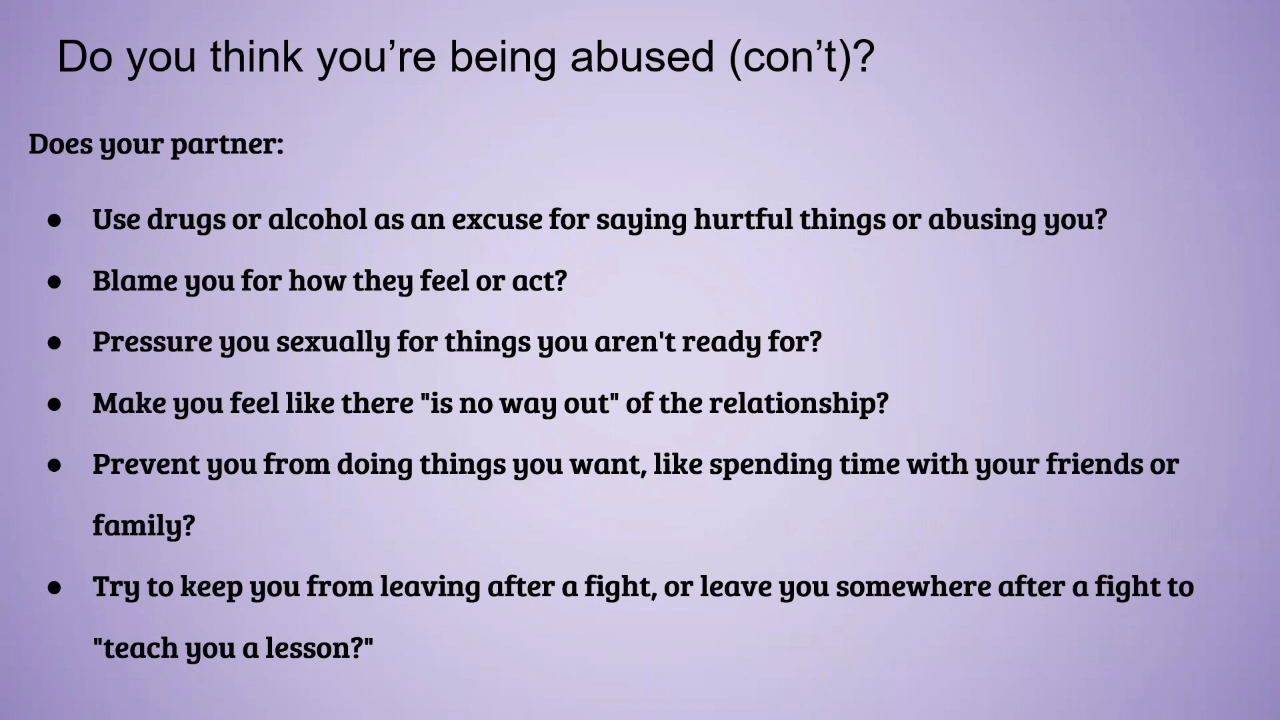 Do you think you’re being abused (con’t)?
Does your partner:
● Use drugs or alcohol as an excuse for saying hurtful things or abusing you?
● Blame you for how they feel or act?
● Pressure you sexually for things you aren't ready for?
● Make you feel like there "is no way out" of the relationship?
● Prevent you from doing things you want, like spending time with your friends or
family?
● Try to keep you from leaving after a fight, or leave you somewhere after a fight to
"teach you a lesson?"